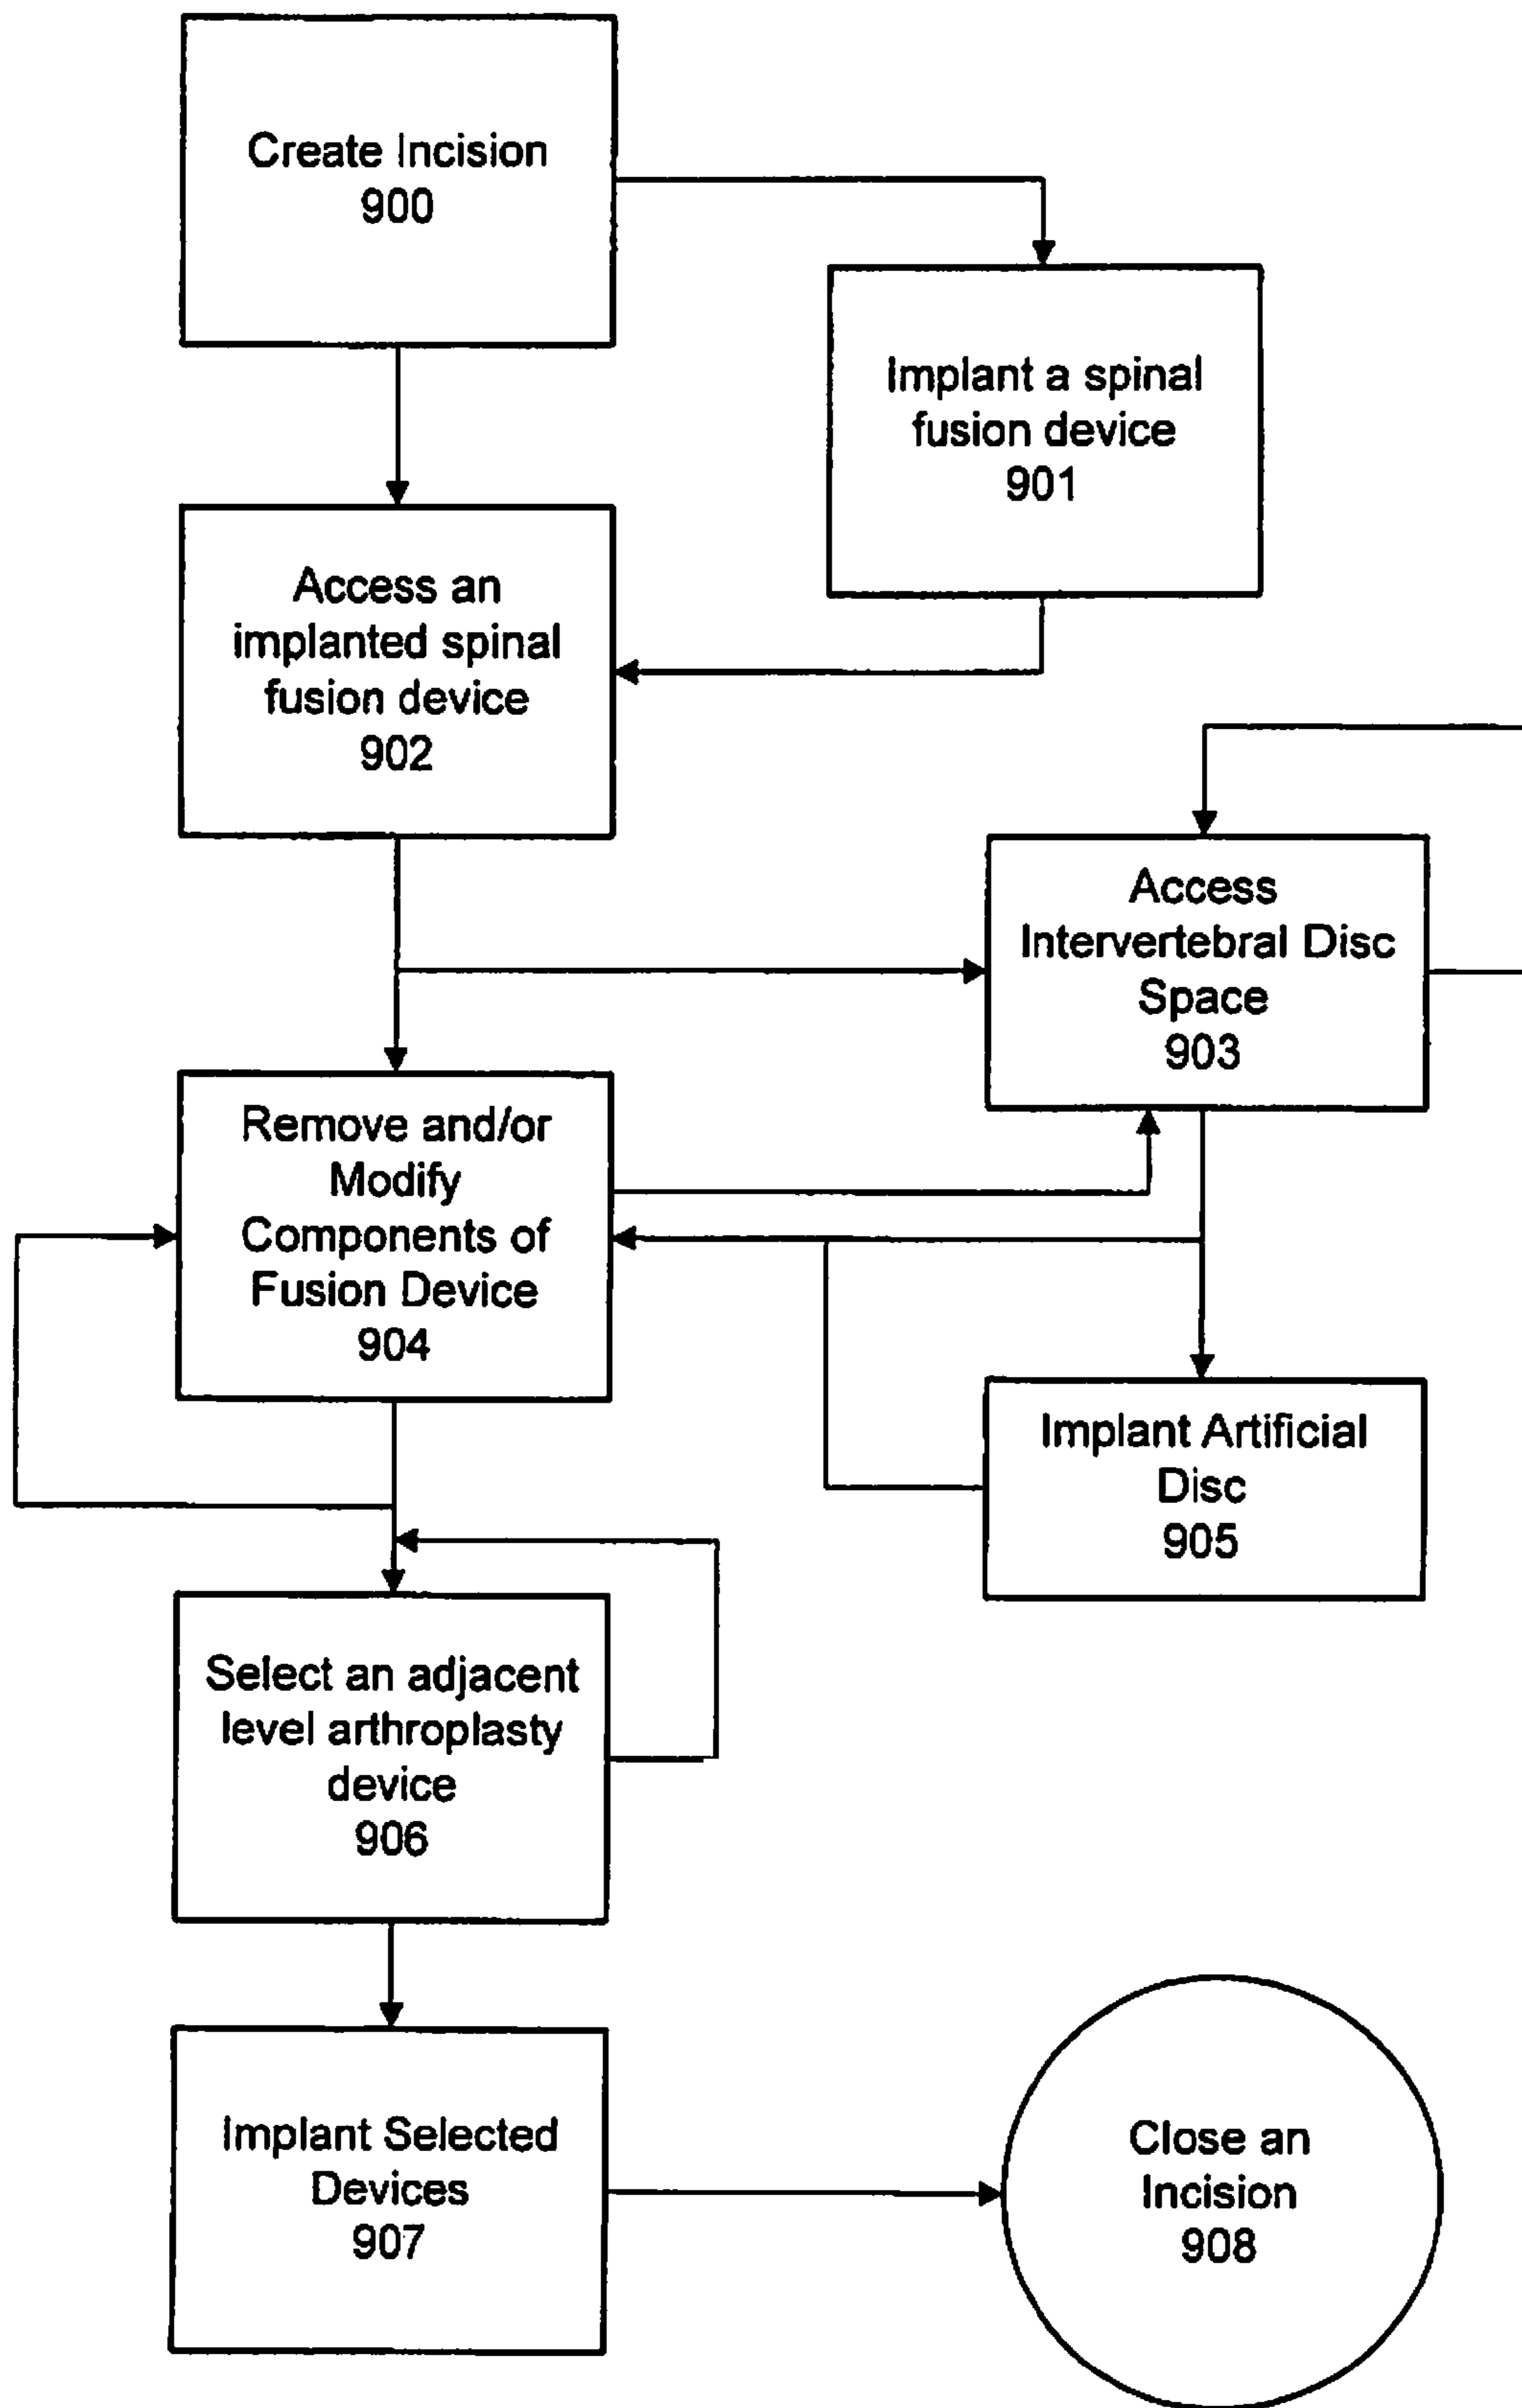 Create Incision
900
Implant a spinal
fusion device
901
Access an
implanted spinal
fusion device
902
Access
Intervertebral Disc
Space
903
Remove and/or
Modify
Components of
Fusion Device
904
Implant Artificial
Disc
905
Select an adjacent
level arthroplasty
device
906
Implant Selected
Devices
907
Close an
Incision
908